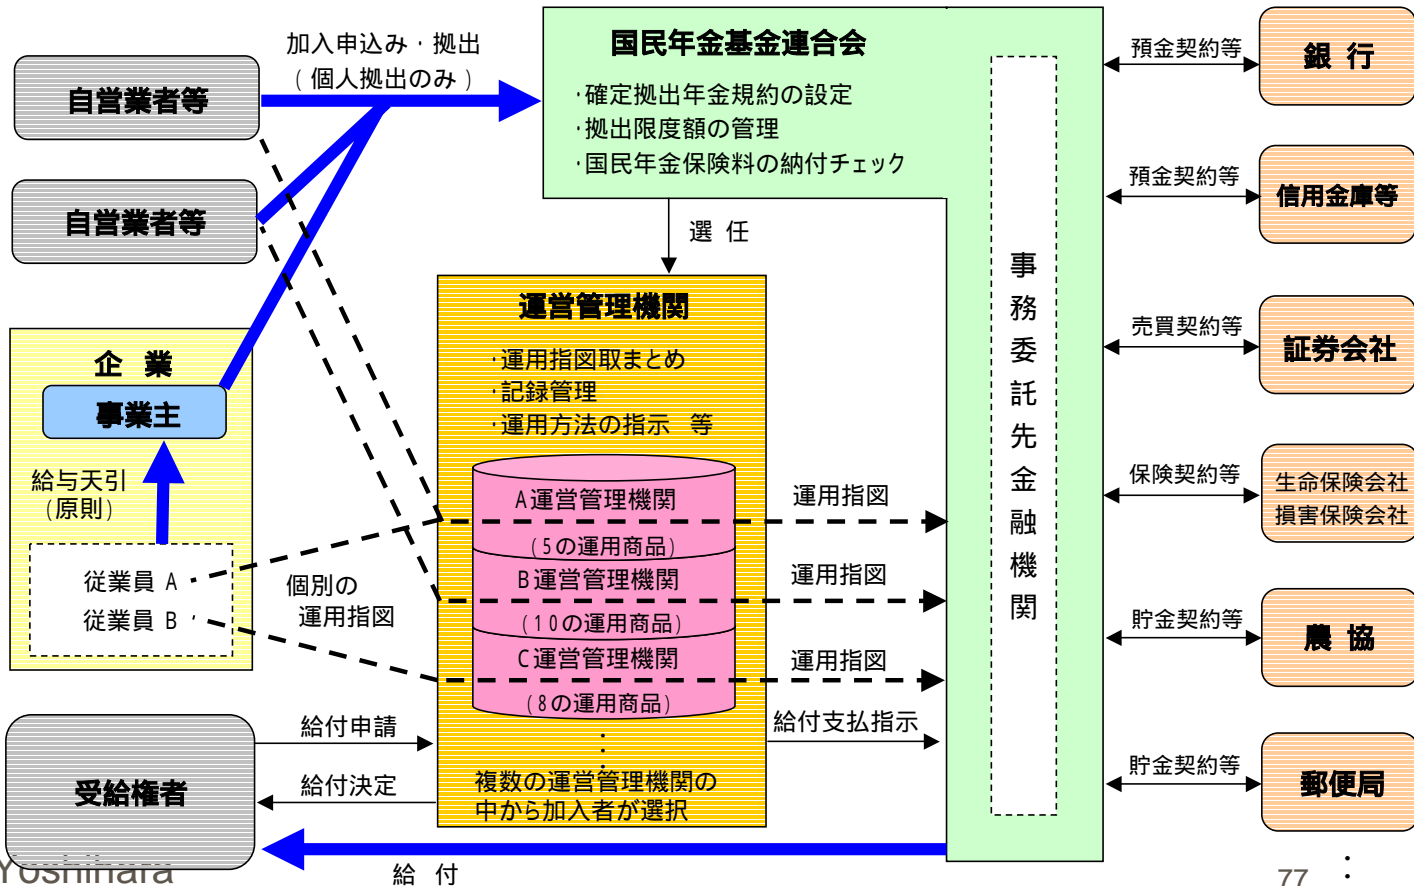 加入申込み・拠出
(個人拠出のみ)
自営業者等
自営業者等
国民年金基金連合会
・確定拠出年金規約の設定
・拠出限度額の管理
・国民年金保険料の納付チェック
選 任
企 業
事業主
給与天引
(原則)
従業員 A
従業員 B
個別の
運用指図
運営管理機関
・運用指図取まとめ
・記録管理
・運用方法の指示 等
A運営管理機関
(5の運用商品)
B運営管理機関
(10の運用商品)
C運営管理機関
(8の運用商品)
:
複数の運営管理機関の
中から加入者が選択
運用指図
運用指図
運用指図
給付支払指示
受給権者
給付申請
給付決定
給 付
事務委託先金融機関
預金契約等
銀 行
預金契約等
信用金庫等
売買契約等
証券会社
保険契約等
生命保険会社
損害保険会社
貯金契約等
農 協
貯金契約等
郵便局
:
Yoshihara
77